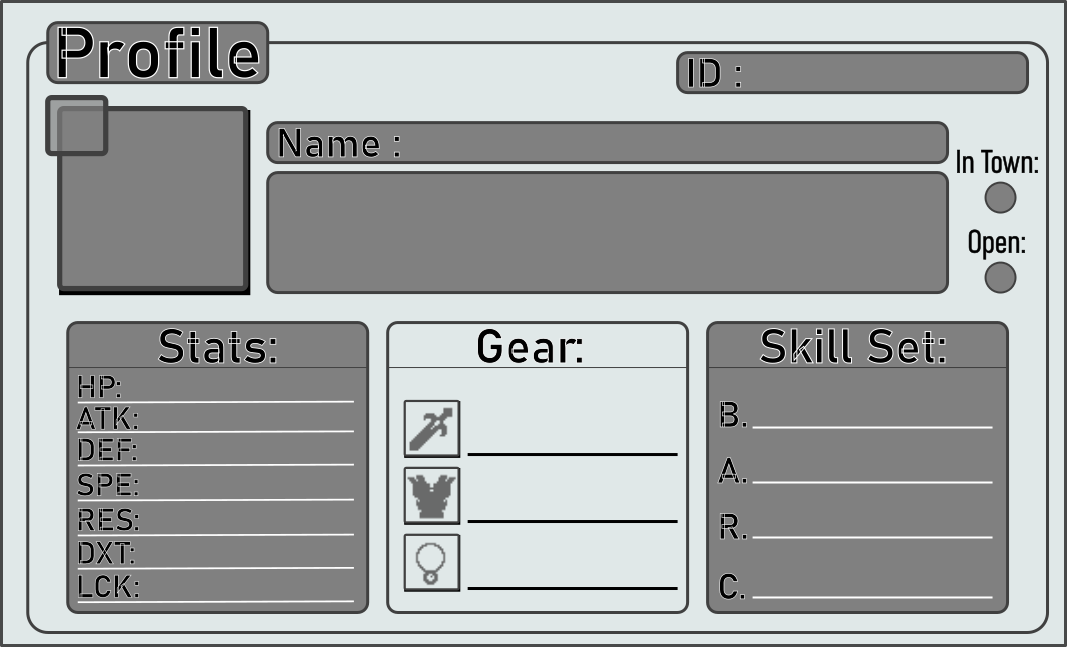 Profile
ID :
Name :
In Town:
Open:
Stats:
HP:
ATK:
DEF:
SPE:
RES:
DXT:
LCK:
Gear:
Skill Set:
B.
A.
R.
C.